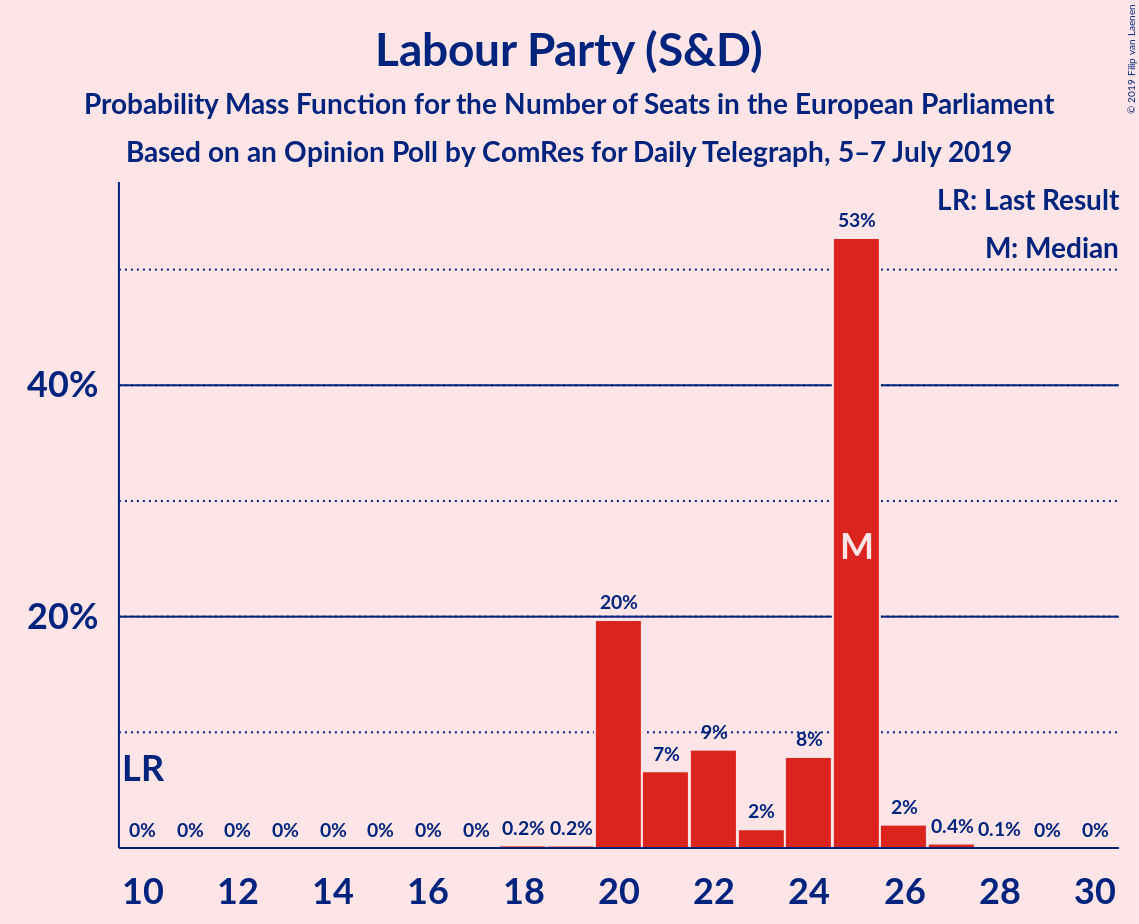 Labour Party (S&D)
Probability Mass Function for the Number of Seats in the European Parliament
Based on an Opinion Poll by ComRes for Daily Telegraph, 5–7 July 2019
© 2019 Filip van Laenen
LR: Last Result
M: Median
53%
40%
M
20%
20%
9%
8%
7%
LR
2%
2%
0% 0% 0% 0% 0% 0% 0% 0% 0.2% 0.2% 0.4% 0.1% 0% 0%
10 12 14 16 18 20 22 24 26 28 30